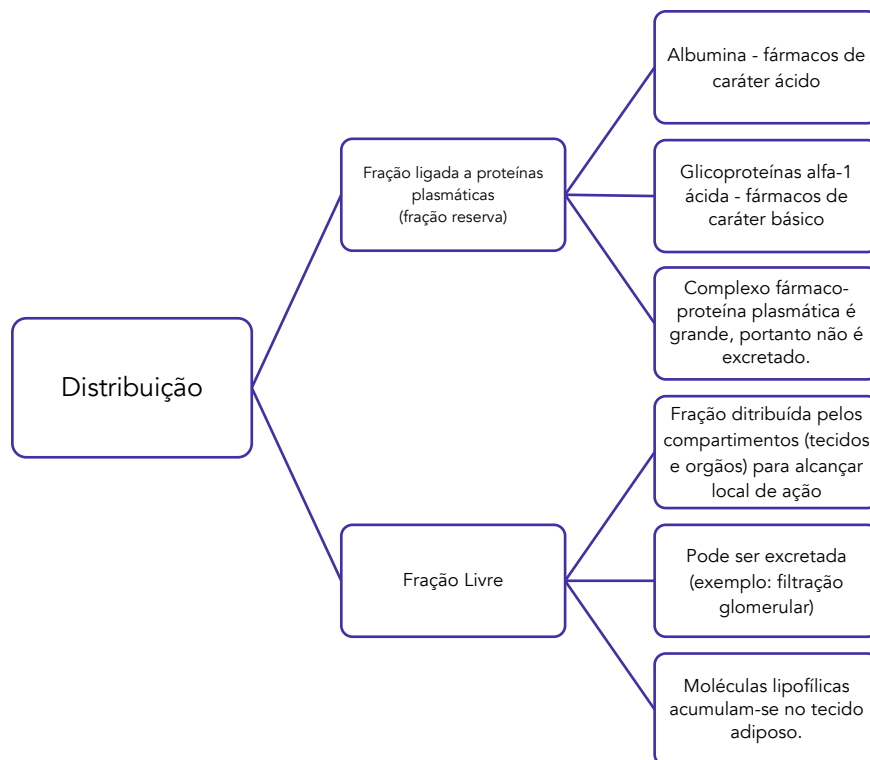 Distribuição
Fração ligada a proteínas
plasmáticas
(fração reserva)
Albumina - fármacos de
caráter ácido
Glicoproteínas alfa-1
ácida - fármacos de
caráter básico
Complexo fármaco-
proteína plasmática é
grande, portanto não é
excretado.
Fração Livre
Fração ditribuída pelos
compartimentos (tecidos
e orgãos) para alcançar
local de ação
Pode ser excretada
(exemplo: filtração
glomerular)
Moléculas lipofílicas
acumulam-se no tecido
adiposo.